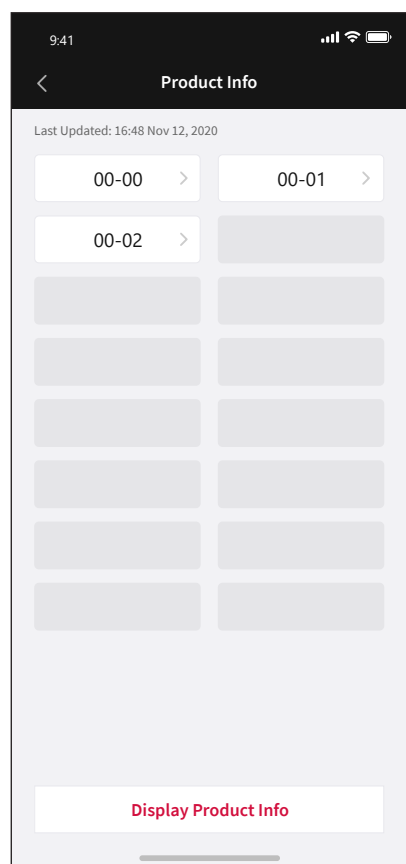 9:41
Product Info
Last Updated: 16:48 Nov 12, 2020
00-00
00-01
00-02
Display Product Info